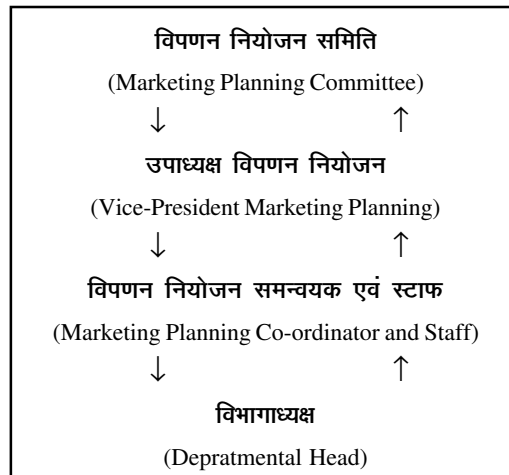 विपणन नियोजन समिति
(Marketing Planning Committee)
↓ ↑
उपाध्यक्ष विपणन नियोजन
(Vice-President Marketing Planning)
↓ ↑
विपणन नियोजन समन्वयक एवं स्टाफ
(Marketing Planning Co-ordinator and Staff)
↓ ↑
विभागाध्यक्ष
(Depratmental Head)